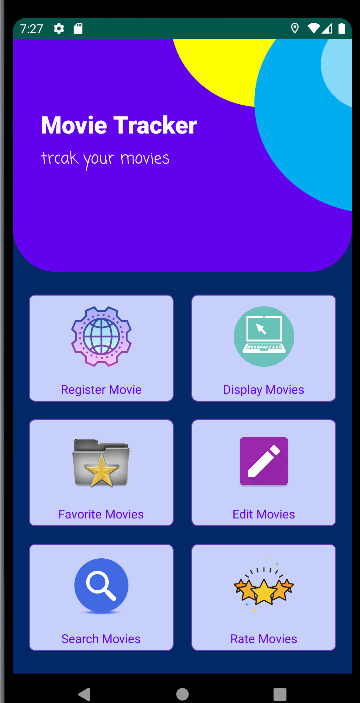 7:27
Movie Tracker
trcak your movies
Register Movie
Display Movies
Favorite Movies
Edit Movies
Search Movies
Rate Movies